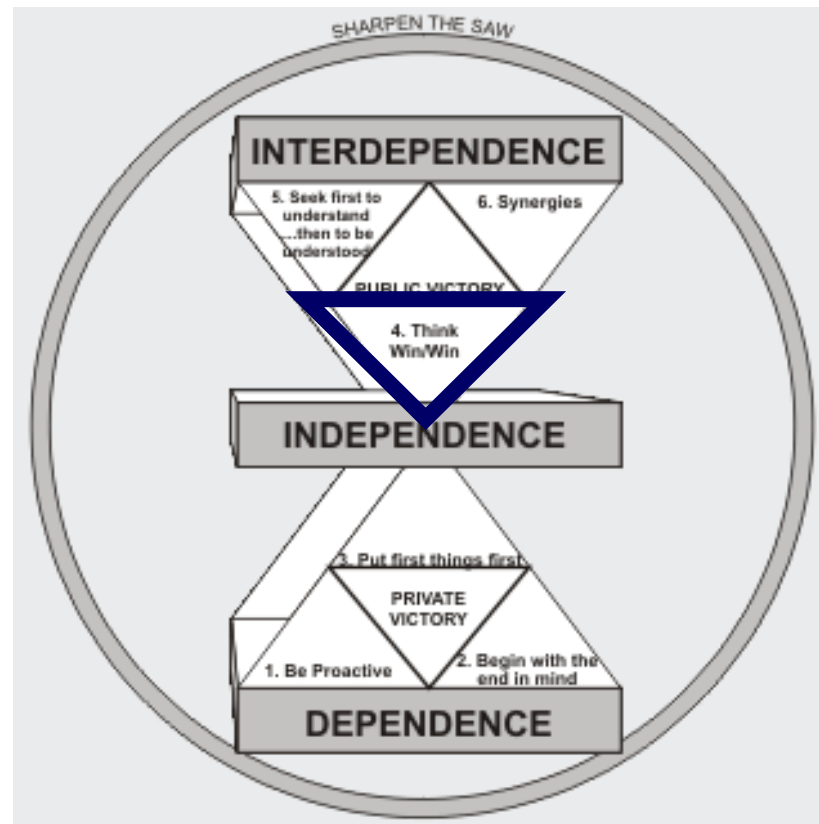 SHARPEN THE SAW
INTERDEPENDENCE
5. Seek first to
understand
...then to be
understood
6. Synergies
PUBLIC VICTORY
4. Think
Win/Win
INDEPENDENCE
3. Put first things first
PRIVATE
VICTORY
1. Be Proactive
2. Begin with the
end in mind
DEPENDENCE